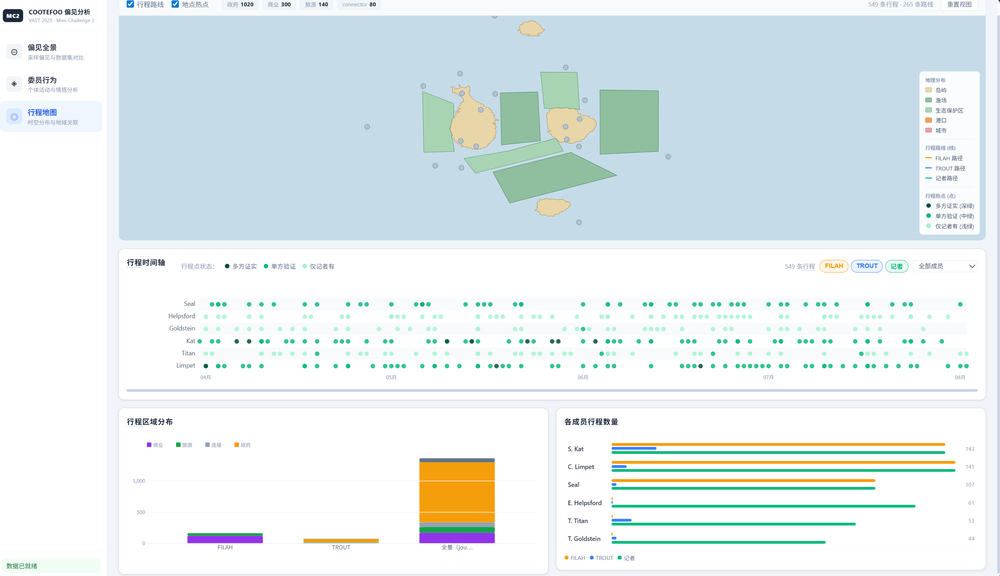 MC2
COOTEFOO 偏见分析
VAST 2025 · Mini-Challenge 2
偏见全景
采样偏见与数据集对比
委员行为
个体活动与情感分析
行程地图
时空分布与地域关联
数据已就绪
行程路线 地点热点 政府 1020 商业 300 旅游 140 connector 80 549 条行程 · 265 条路线 重置视图
地理分布
岛屿
渔场
生态保护区
港口
城市
行程路线 (线)
FILAH 路径
TROUT 路径
记者路径
行程热点 (点)
多方证实 (深绿)
单方验证 (中绿)
仅记者有 (浅绿)
行程时间轴 行程点状态: 多方证实 单方验证 仅记者有 549 条行程 FILAH TROUT 记者 全部成员
Seal
Helpsford
Goldstein
Kat
Titan
Limpet
04月 05月 06月 07月 08月
行程区域分布
商业 旅游 连接 政府
1,000
500
0
FILAH TROUT 全量（jou…
各成员行程数量
S. Kat 143
C. Limpet 141
Seal 107
E. Helpsford 61
T. Titan 53
T. Goldstein 44
FILAH TROUT 记者